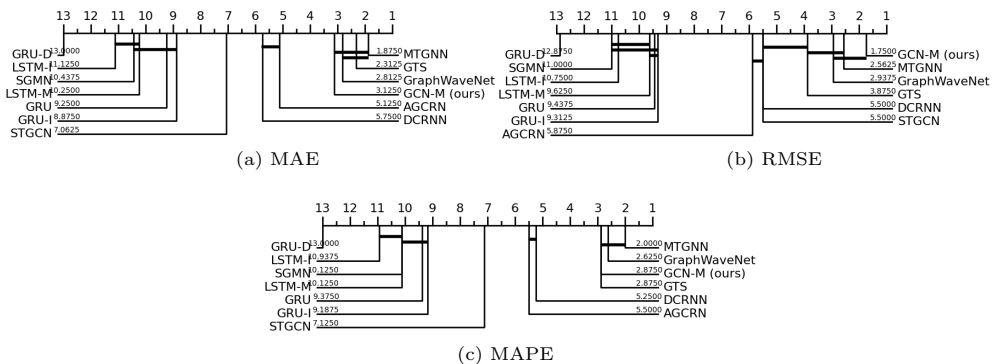 13 12 11 10 9 8 7 6 5 4 3 2 1
GRU-D 13.0000 1.8750 MTGNN
LSTM-I 11.1250 2.3125 GTS
SGMN 10.4375 2.8125 GraphWaveNet
LSTM-M 10.2500 3.1250 GCN-M (ours)
GRU 9.2500 5.1250 AGCRN
GRU-I 8.8750 5.7500 DCRNN
STGCN 7.0625
(a) MAE
13 12 11 10 9 8 7 6 5 4 3 2 1
GRU-D 12.8750 1.7500 GCN-M (ours)
SGMN 11.0000 2.5625 MTGNN
LSTM-I 10.7500 2.9375 GraphWaveNet
LSTM-M 9.6250 3.8750 GTS
GRU 9.4375 5.5000 DCRNN
GRU-I 9.3125 5.5000 STGCN
AGCRN 5.8750
(b) RMSE
13 12 11 10 9 8 7 6 5 4 3 2 1
GRU-D 13.0000 2.0000 MTGNN
LSTM-I 10.9375 2.6250 GraphWaveNet
SGMN 10.1250 2.8750 GCN-M (ours)
LSTM-M 10.1250 2.8750 GTS
GRU 9.3750 5.2500 DCRNN
GRU-I 9.1875 5.5000 AGCRN
STGCN 7.1250
(c) MAPE